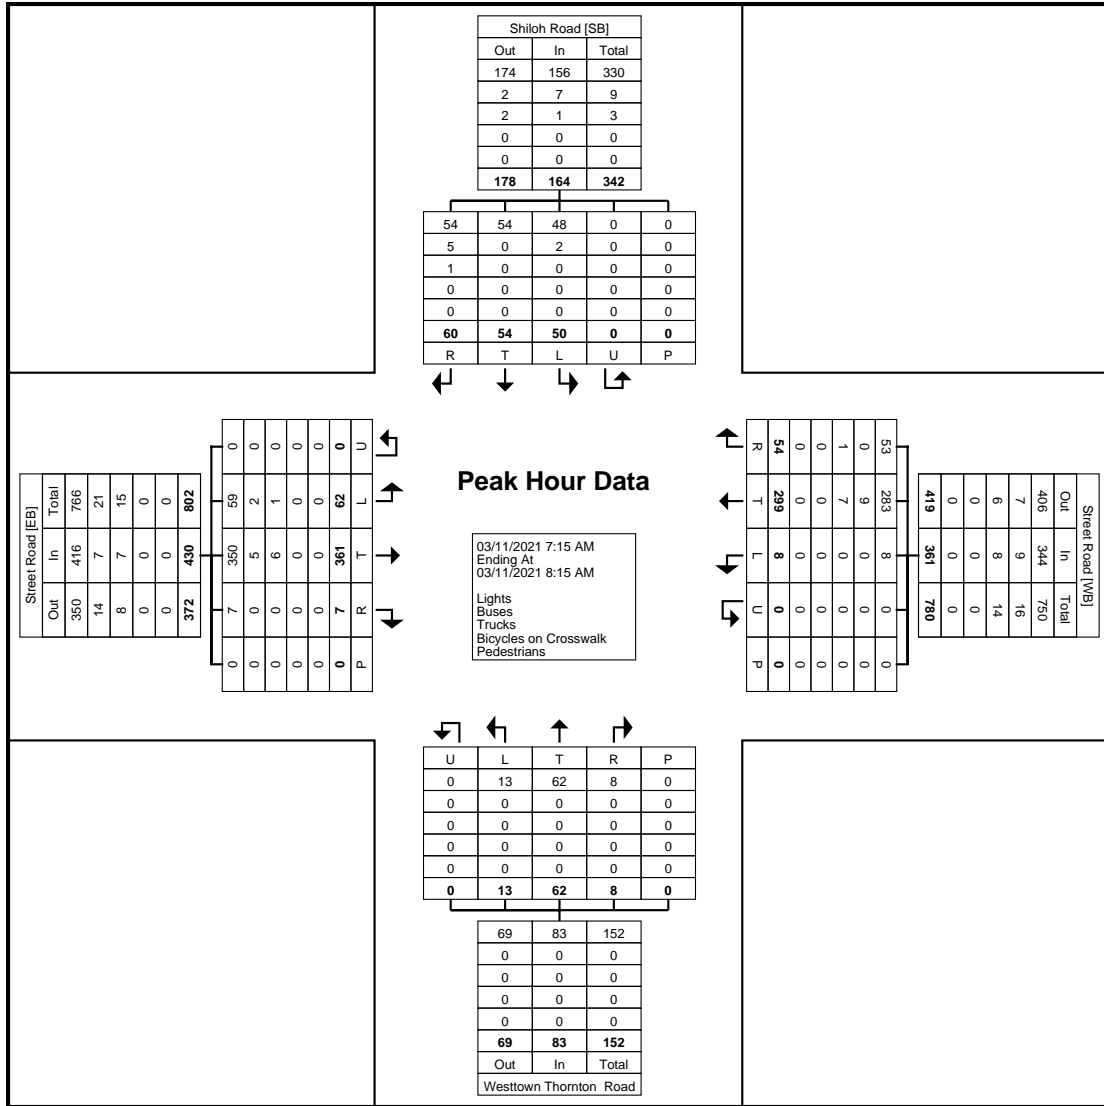 Shiloh Road [SB]
Out In Total
174 156 330
2 7 9
2 1 3
0 0 0
0 0 0
178 164 342
54 54 48 0 0
5 0 2 0 0
1 0 0 0 0
0 0 0 0 0
0 0 0 0 0
60 54 50 0 0
R T L U P
Street Road [EB]
Total 766 21 15 0 0 802
In 416 7 7 0 0 430
Out 350 14 8 0 0 372
0 0 0 0 0 0 U
59 2 1 0 0 62 L
350 5 6 0 0 361 T
7 0 0 0 0 7 R
0 0 0 0 0 0 P
Peak Hour Data
03/11/2021 7:15 AM
Ending At
03/11/2021 8:15 AM
Lights
Buses
Trucks
Bicycles on Crosswalk
Pedestrians
R 54 0 0 1 0 53
T 299 0 0 7 9 283
L 8 0 0 0 0 8
U 0 0 0 0 0 0
P 0 0 0 0 0 0
419 0 0 6 7 406 Out
361 0 0 8 9 344 In
780 0 0 14 16 750 Total
Street Road [WB]
U L T R P
0 13 62 8 0
0 0 0 0 0
0 0 0 0 0
0 0 0 0 0
0 0 0 0 0
0 13 62 8 0
69 83 152
0 0 0
0 0 0
0 0 0
0 0 0
69 83 152
Out In Total
Westtown Thornton Road